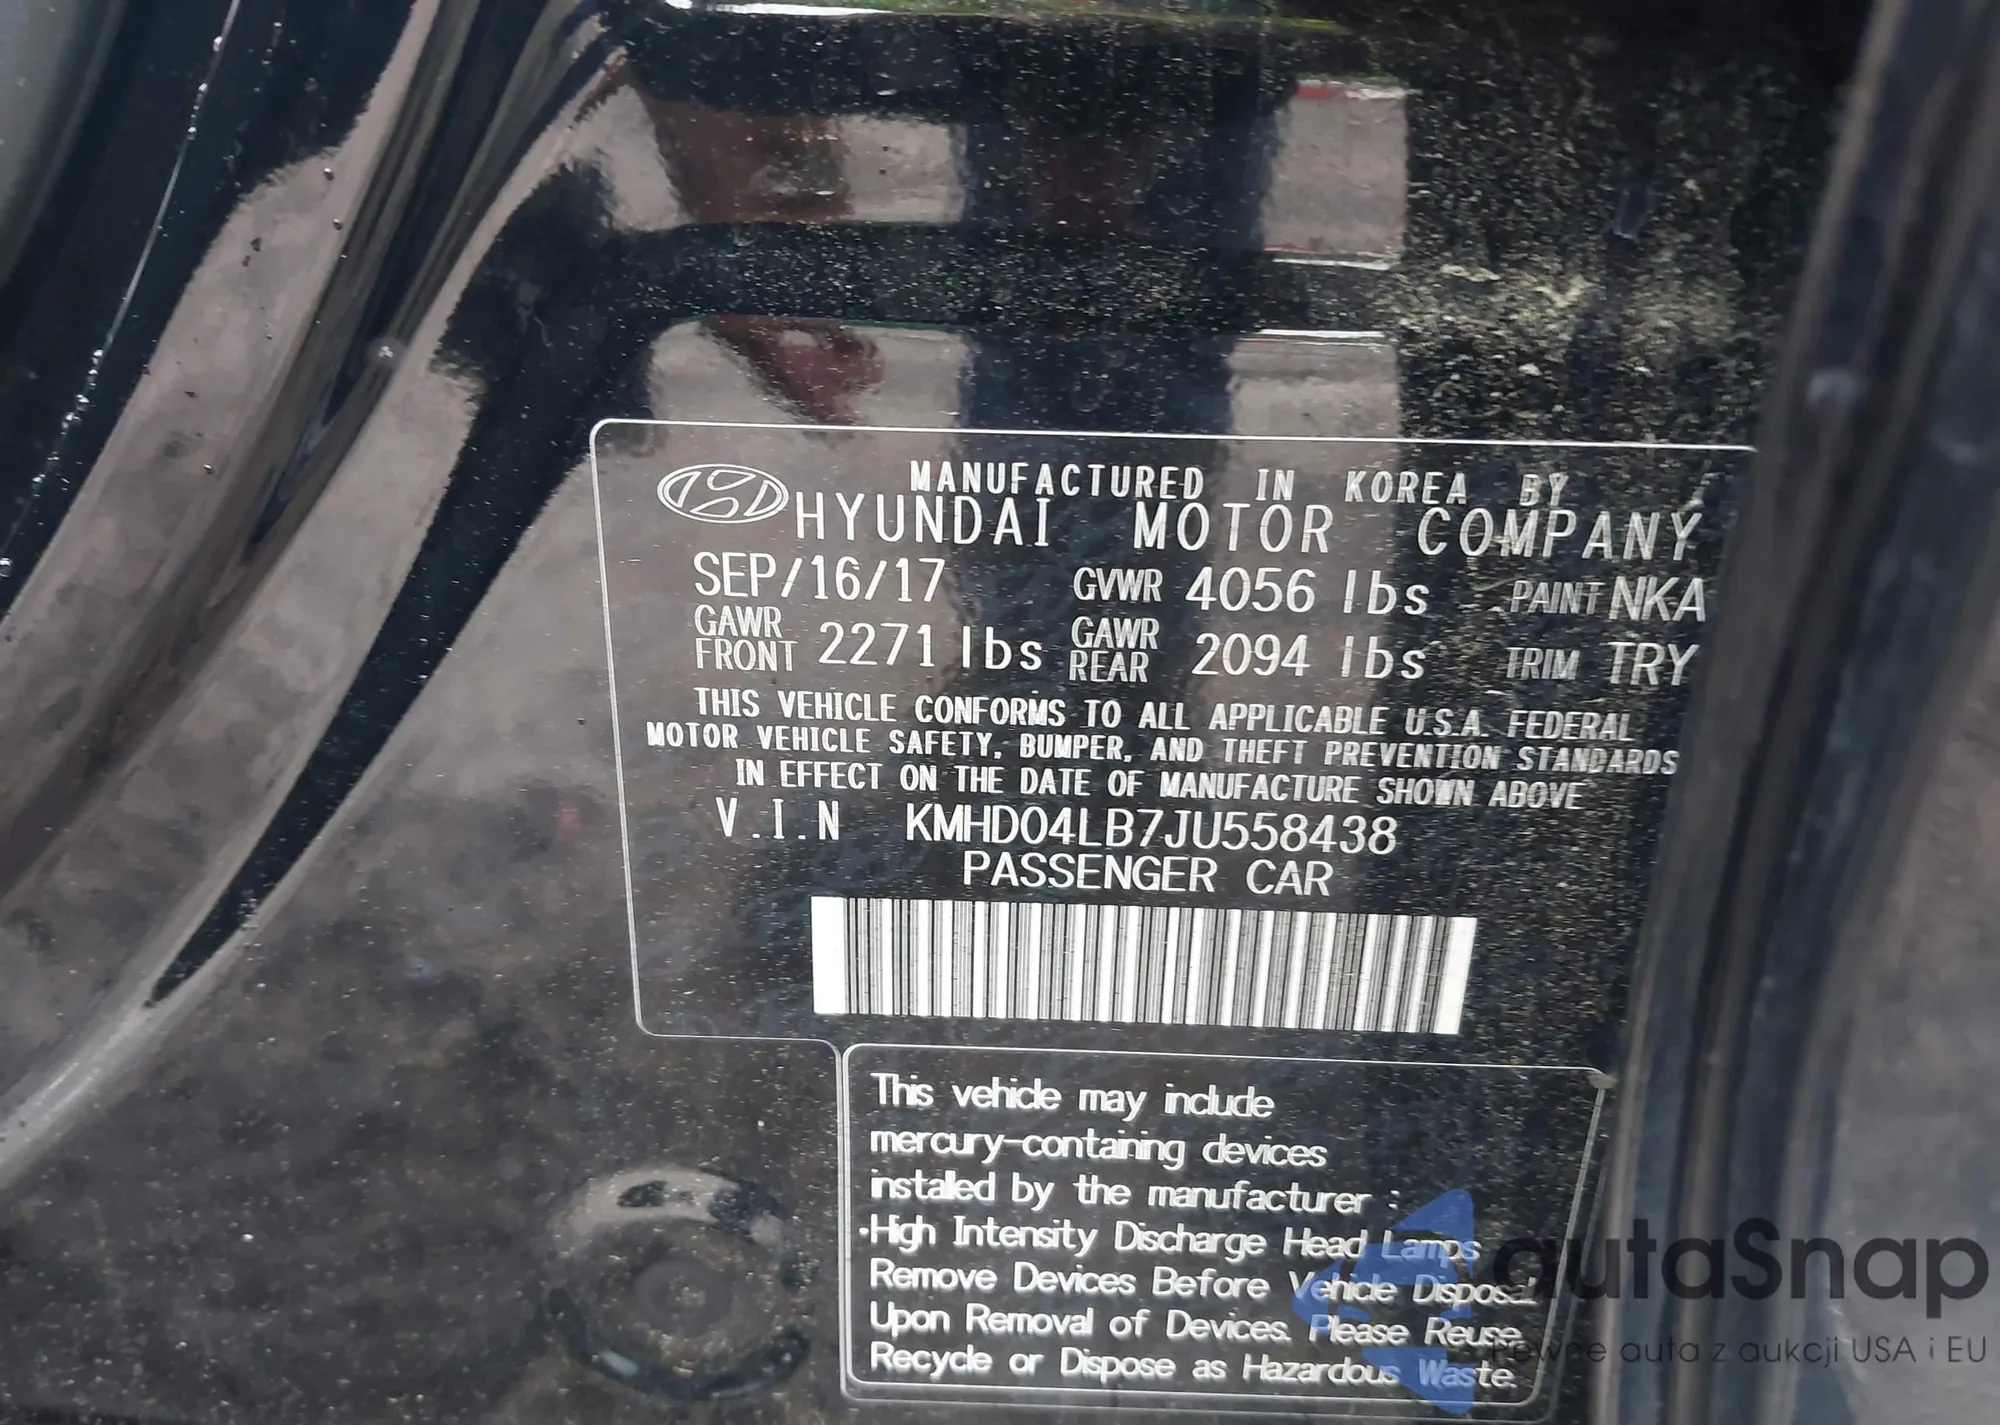 MANUFACTURED IN KOREA BY
HYUNDAI MOTOR COMPANY
SEP/16/17 GVWR 4056 lbs PAINT NKA
GAWR FRONT 2271 lbs GAWR REAR 2094 lbs TRIM TRY
THIS VEHICLE CONFORMS TO ALL APPLICABLE U.S.A. FEDERAL
MOTOR VEHICLE SAFETY, BUMPER, AND THEFT PREVENTION STANDARDS
IN EFFECT ON THE DATE OF MANUFACTURE SHOWN ABOVE
V.I.N KMHD04LB7JU558438
PASSENGER CAR
This vehicle may include
mercury-containing devices
installed by the manufacturer :
•High Intensity Discharge Head Lamps
Remove Devices Before Vehicle Disposal
Upon Removal of Devices. Please Reuse,
Recycle or Dispose as Hazardous Waste.
autaSnap
Pewne auta z aukcji USA i EU